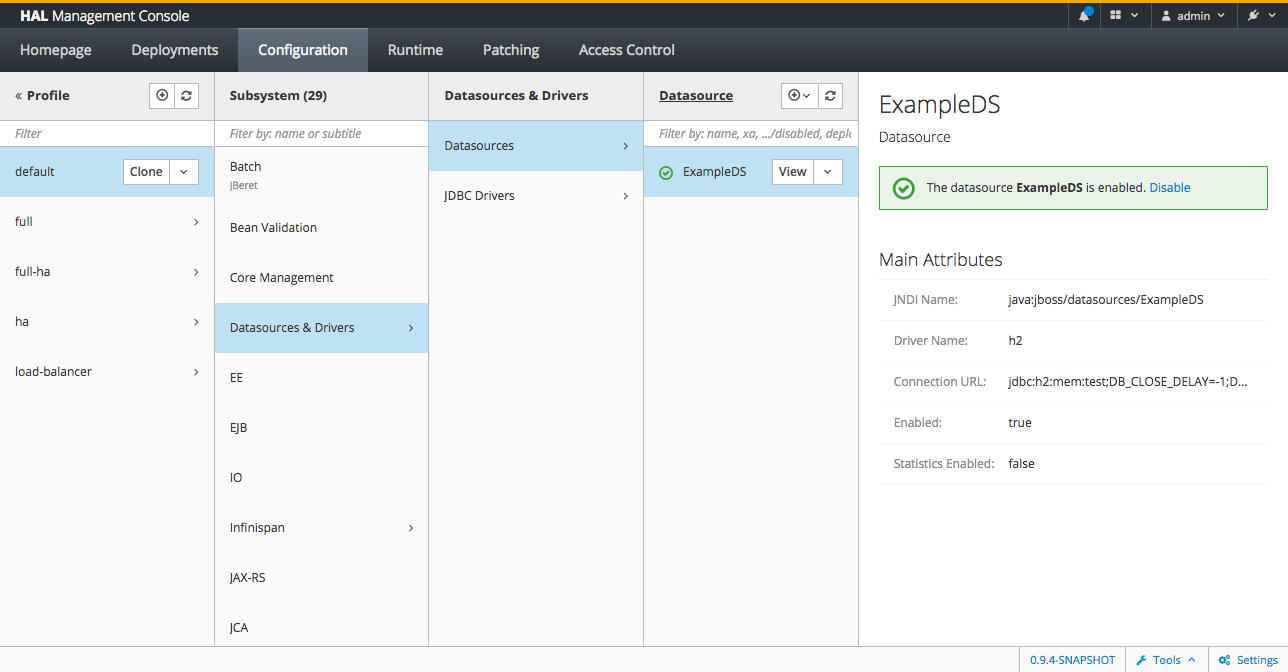 HAL Management Console
admin
Homepage Deployments Configuration Runtime Patching Access Control
« Profile
Filter
default Clone
full
full-ha
ha
load-balancer
Subsystem (29)
Fiter by: name or subtitle
Batch
JBeret
Bean Validation
Core Management
Datasources & Drivers
EE
EJB
IO
Infinispan
JAX-RS
JCA
Datasources & Drivers
Datasources
JDBC Drivers
Datasource
Filter by: name, xa, .../disabled, deplo
ExampleDS View
ExampleDS
Datasource
The datasource ExampleDS is enabled. Disable
Main Attributes
JNDI Name: java:jboss/datasources/ExampleDS
Driver Name: h2
Connection URL: jdbc:h2:mem:test;DB_CLOSE_DELAY=-1;D...
Enabled: true
Statistics Enabled: false
0.9.4-SNAPSHOT Tools Settings